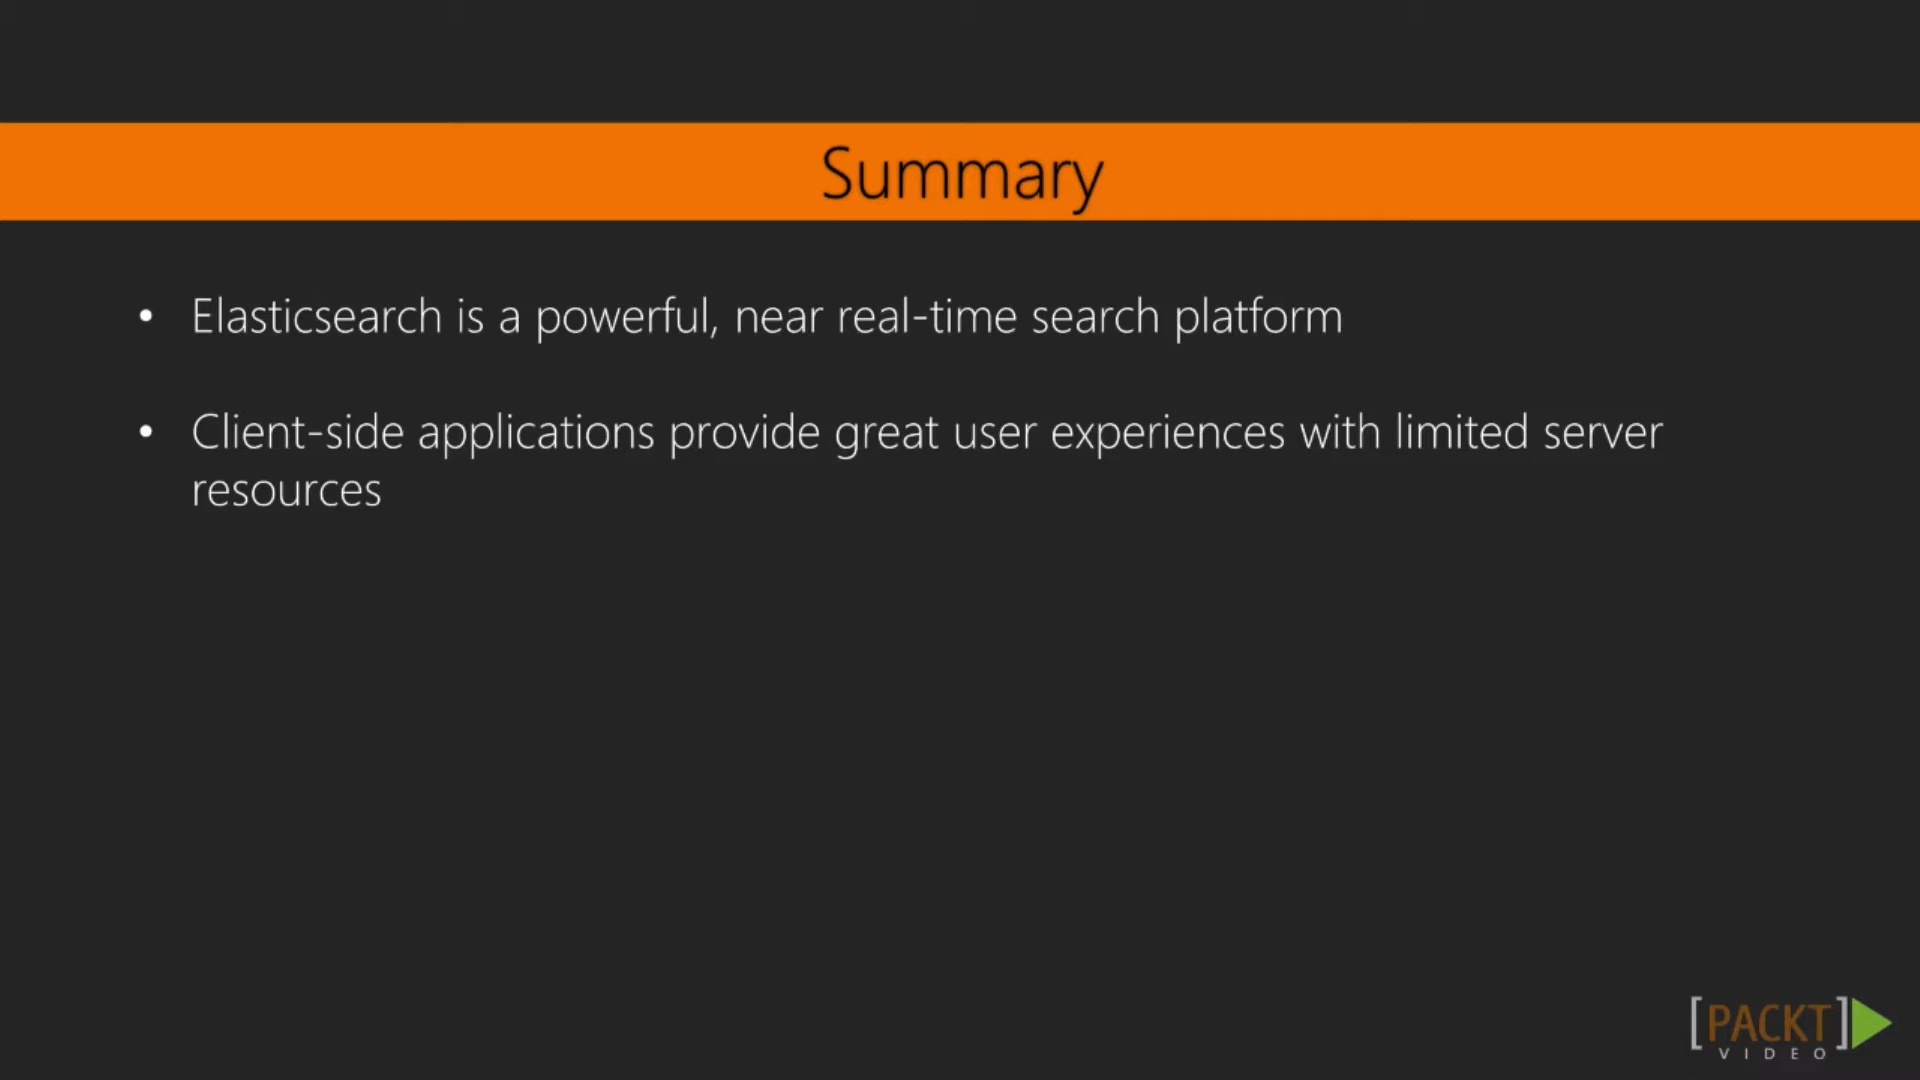 Summary
• Elasticsearch is a powerful, near real-time search platform
• Client-side applications provide great user experiences with limited server
resources
[PACKT]
VIDEO